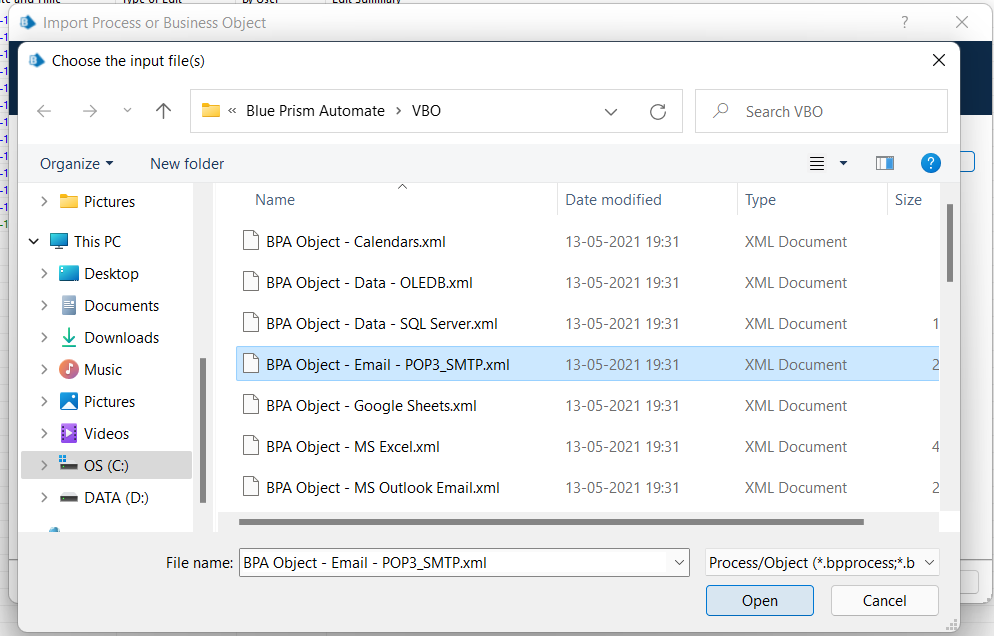 Import Process or Business Object
?
Choose the input file(s)
« Blue Prism Automate > VBO
Search VBO
Organize
New folder
?
Name
Date modified
Type
Size
Pictures
This PC
Desktop
Documents
Downloads
Music
Pictures
Videos
OS (C:)
DATA (D:)
BPA Object - Calendars.xml 13-05-2021 19:31 XML Document
BPA Object - Data - OLEDB.xml 13-05-2021 19:31 XML Document
BPA Object - Data - SQL Server.xml 13-05-2021 19:31 XML Document 1
BPA Object - Email - POP3_SMTP.xml 13-05-2021 19:31 XML Document 2
BPA Object - Google Sheets.xml 13-05-2021 19:31 XML Document
BPA Object - MS Excel.xml 13-05-2021 19:31 XML Document 4
BPA Object - MS Outlook Email.xml 13-05-2021 19:31 XML Document 2
File name: BPA Object - Email - POP3_SMTP.xml
Process/Object (*.bpprocess;*.b
Open
Cancel